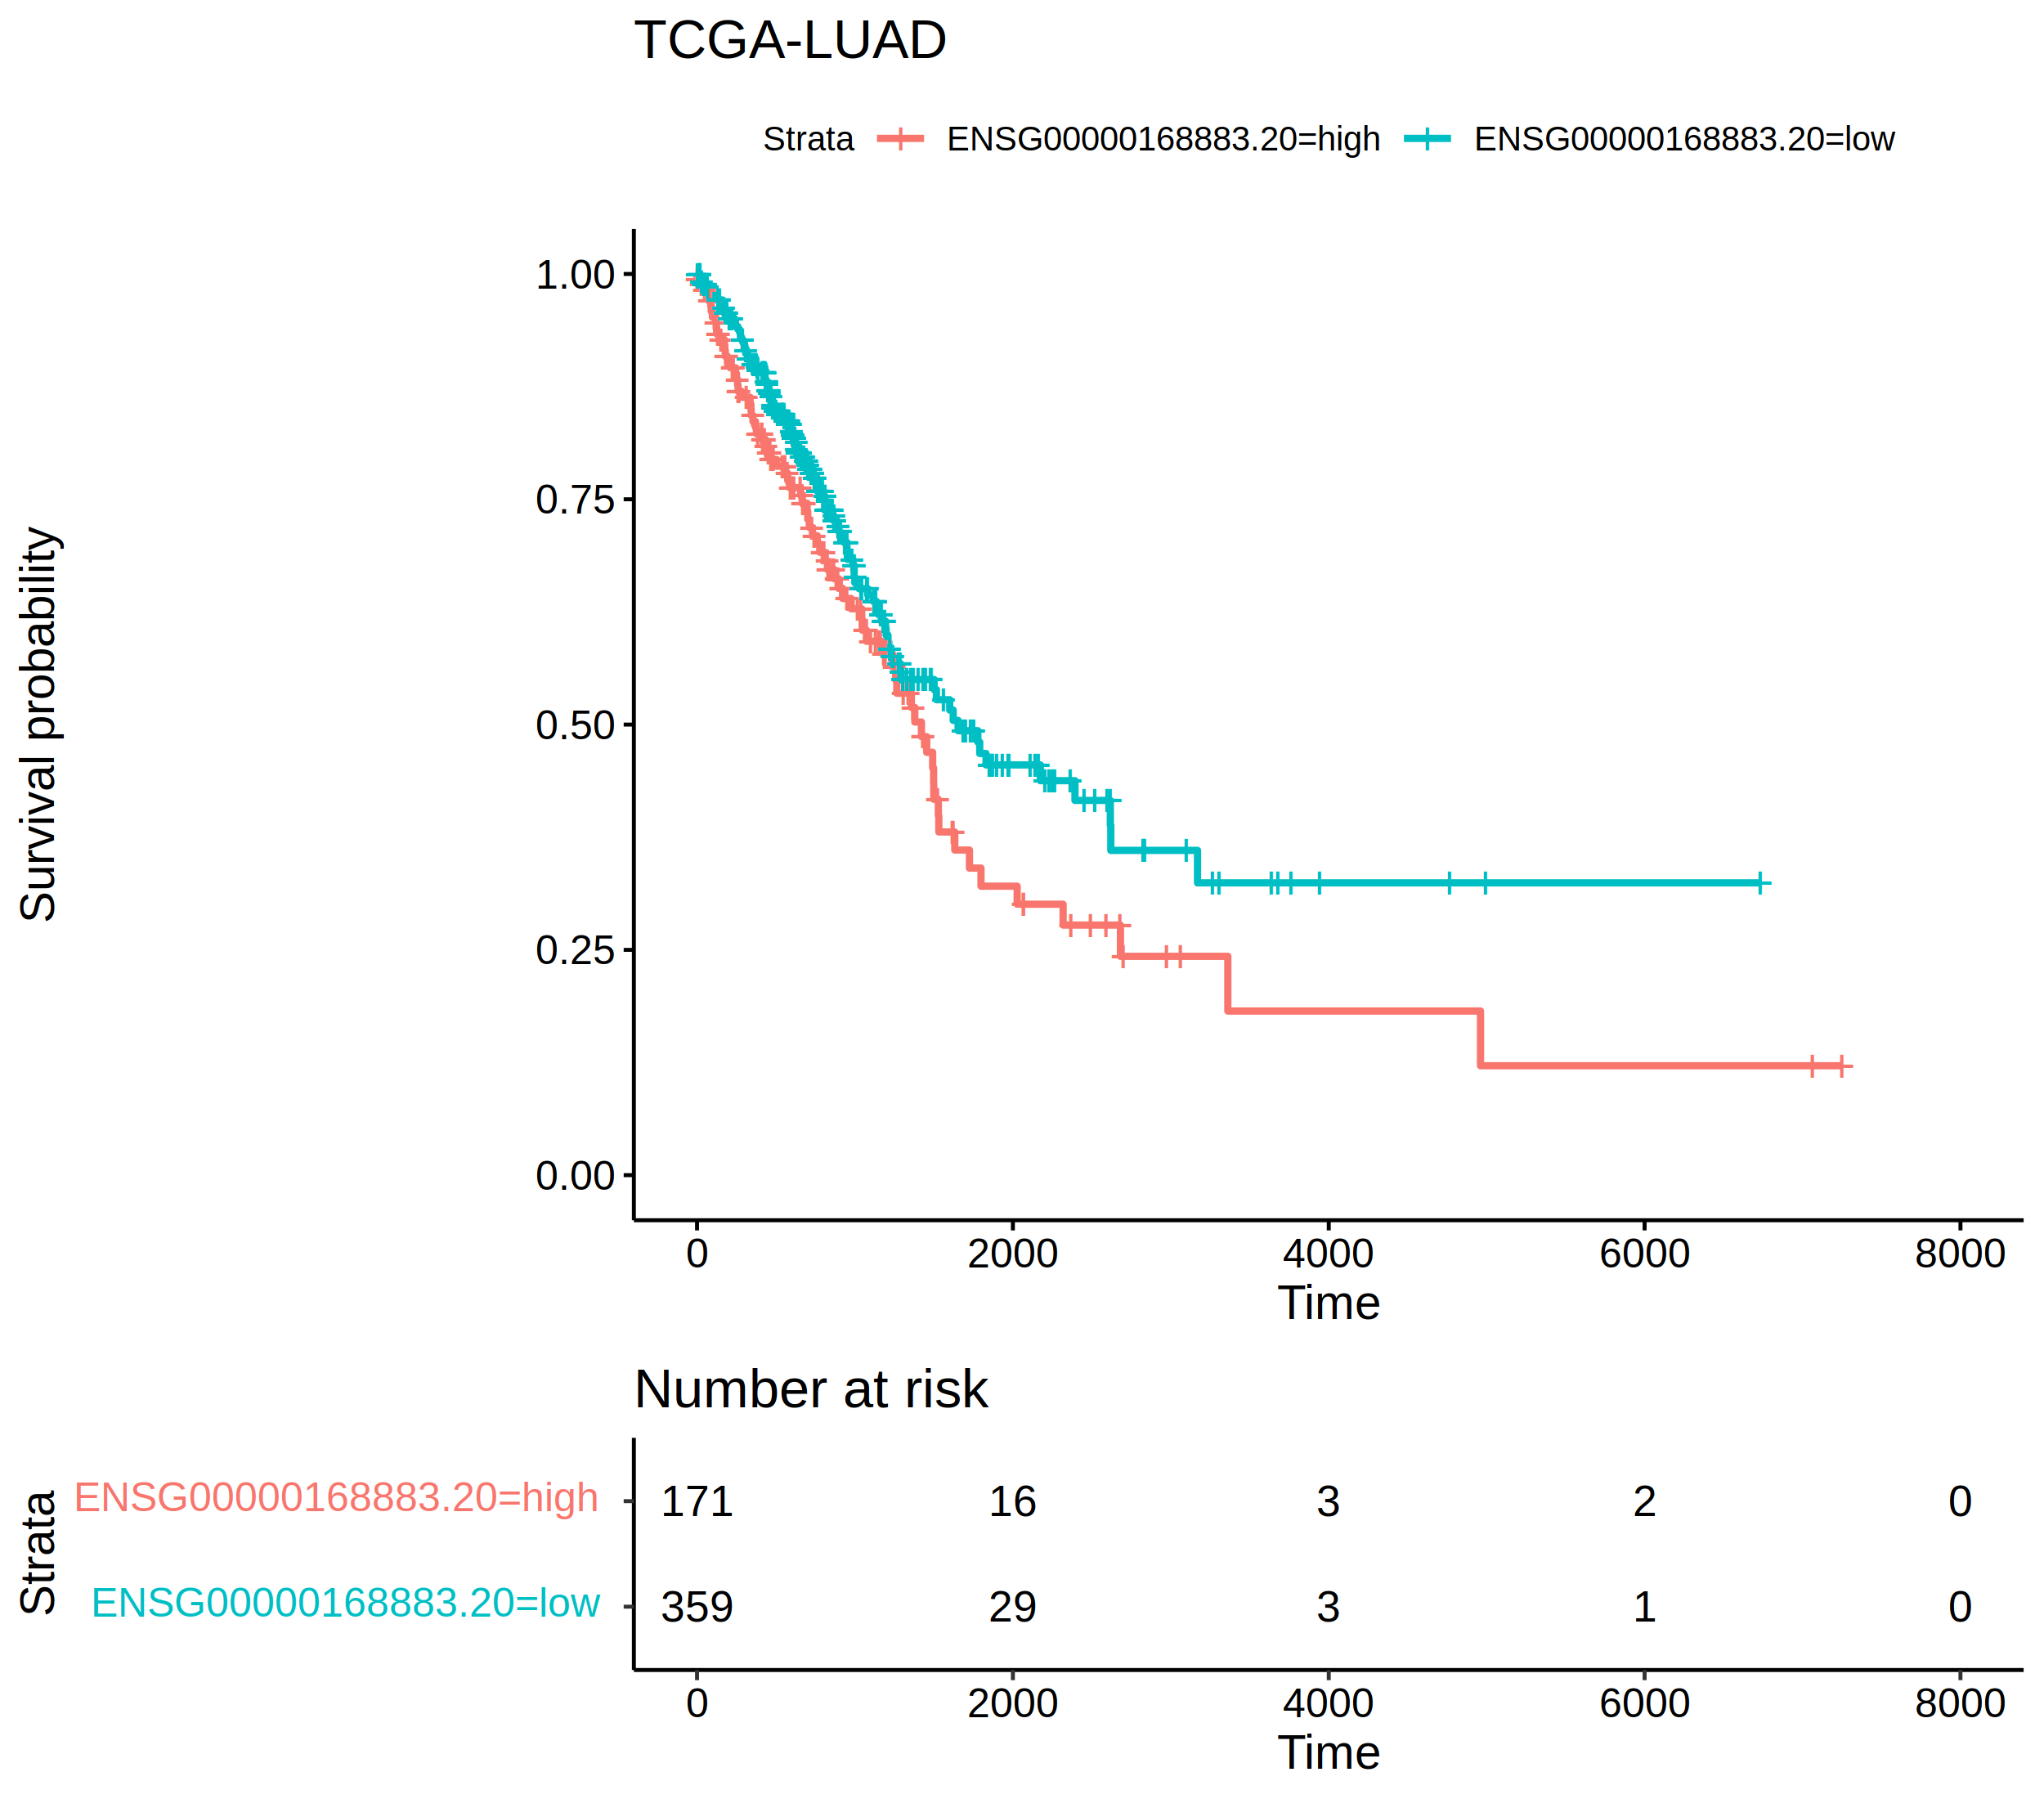 TCGA-LUAD
Strata ENSG00000168883.20=high ENSG00000168883.20=low
Survival probability
1.00
0.75
0.50
0.25
0.00
0 2000 4000 6000 8000
Time
Number at risk
Strata
ENSG00000168883.20=high 171 16 3 2 0
ENSG00000168883.20=low 359 29 3 1 0
0 2000 4000 6000 8000
Time